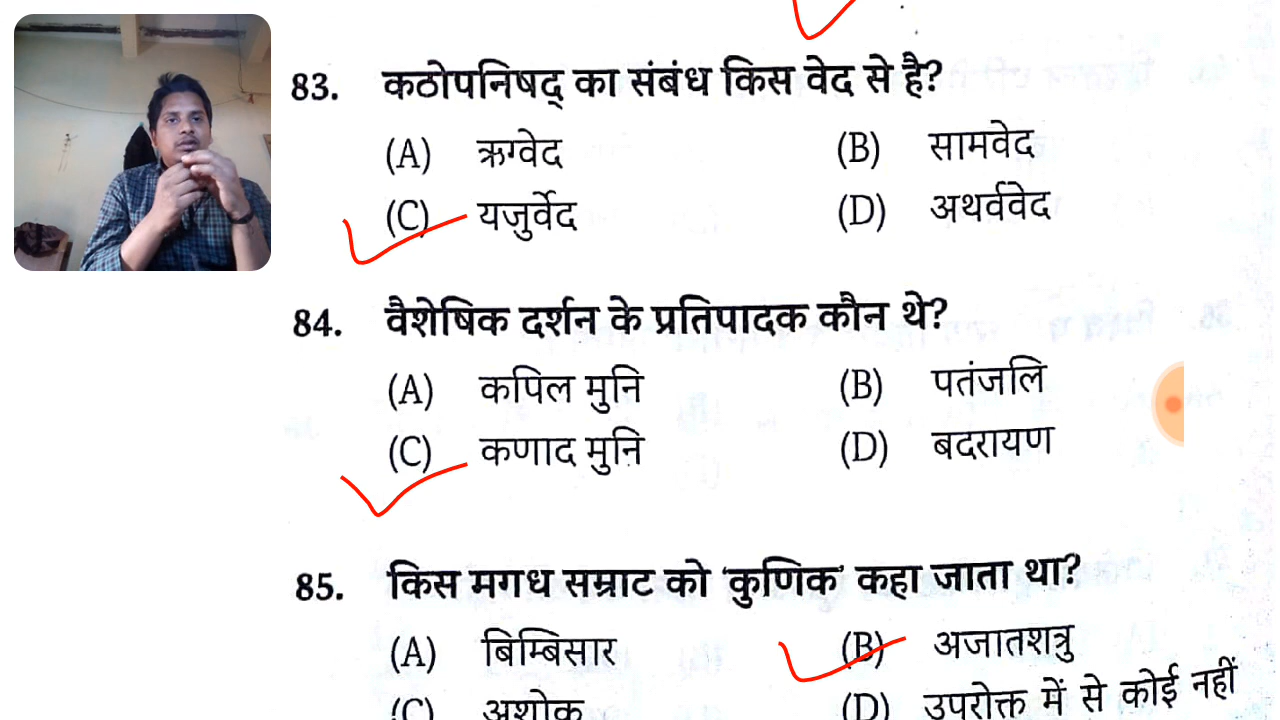 83. कठोपनिषद् का संबंध किस वेद से है?
(A) ऋग्वेद (B) सामवेद
(C) यजुर्वेद (D) अथर्ववेद
84. वैशेषिक दर्शन के प्रतिपादक कौन थे?
(A) कपिल मुनि (B) पतंजलि
(C) कणाद मुनि (D) बदरायण
85. किस मगध सम्राट को 'कुणिक' कहा जाता था?
(A) बिम्बिसार (B) अजातशत्रु
(C) अशोक (D) उपरोक्त में से कोई नहीं